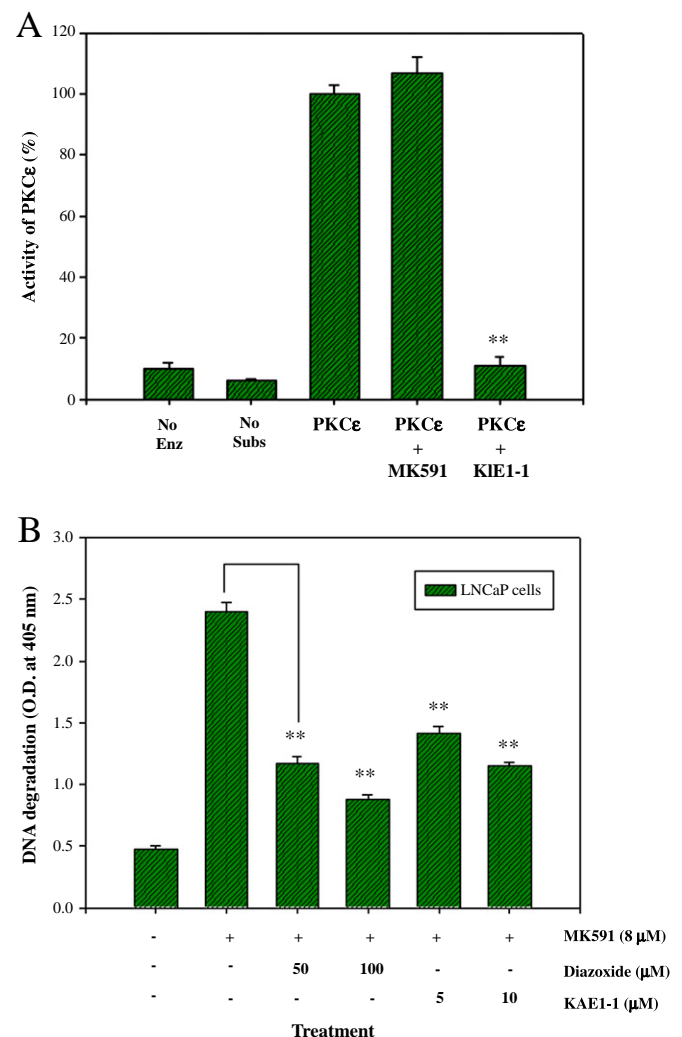 A
Activity of PKCε (%)
120
100
80
60
40
20
0
**
No No PKCε PKCε PKCε
Enz Subs + +
MK591 KlE1-1
B
DNA degradation (O.D. at 405 nm)
3.0
2.5
2.0
1.5
1.0
0.5
0.0
LNCaP cells
** ** ** **
- + + + + + MK591 (8 μM)
- - 50 100 - - Diazoxide (μM)
- - - - 5 10 KAE1-1 (μM)
Treatment